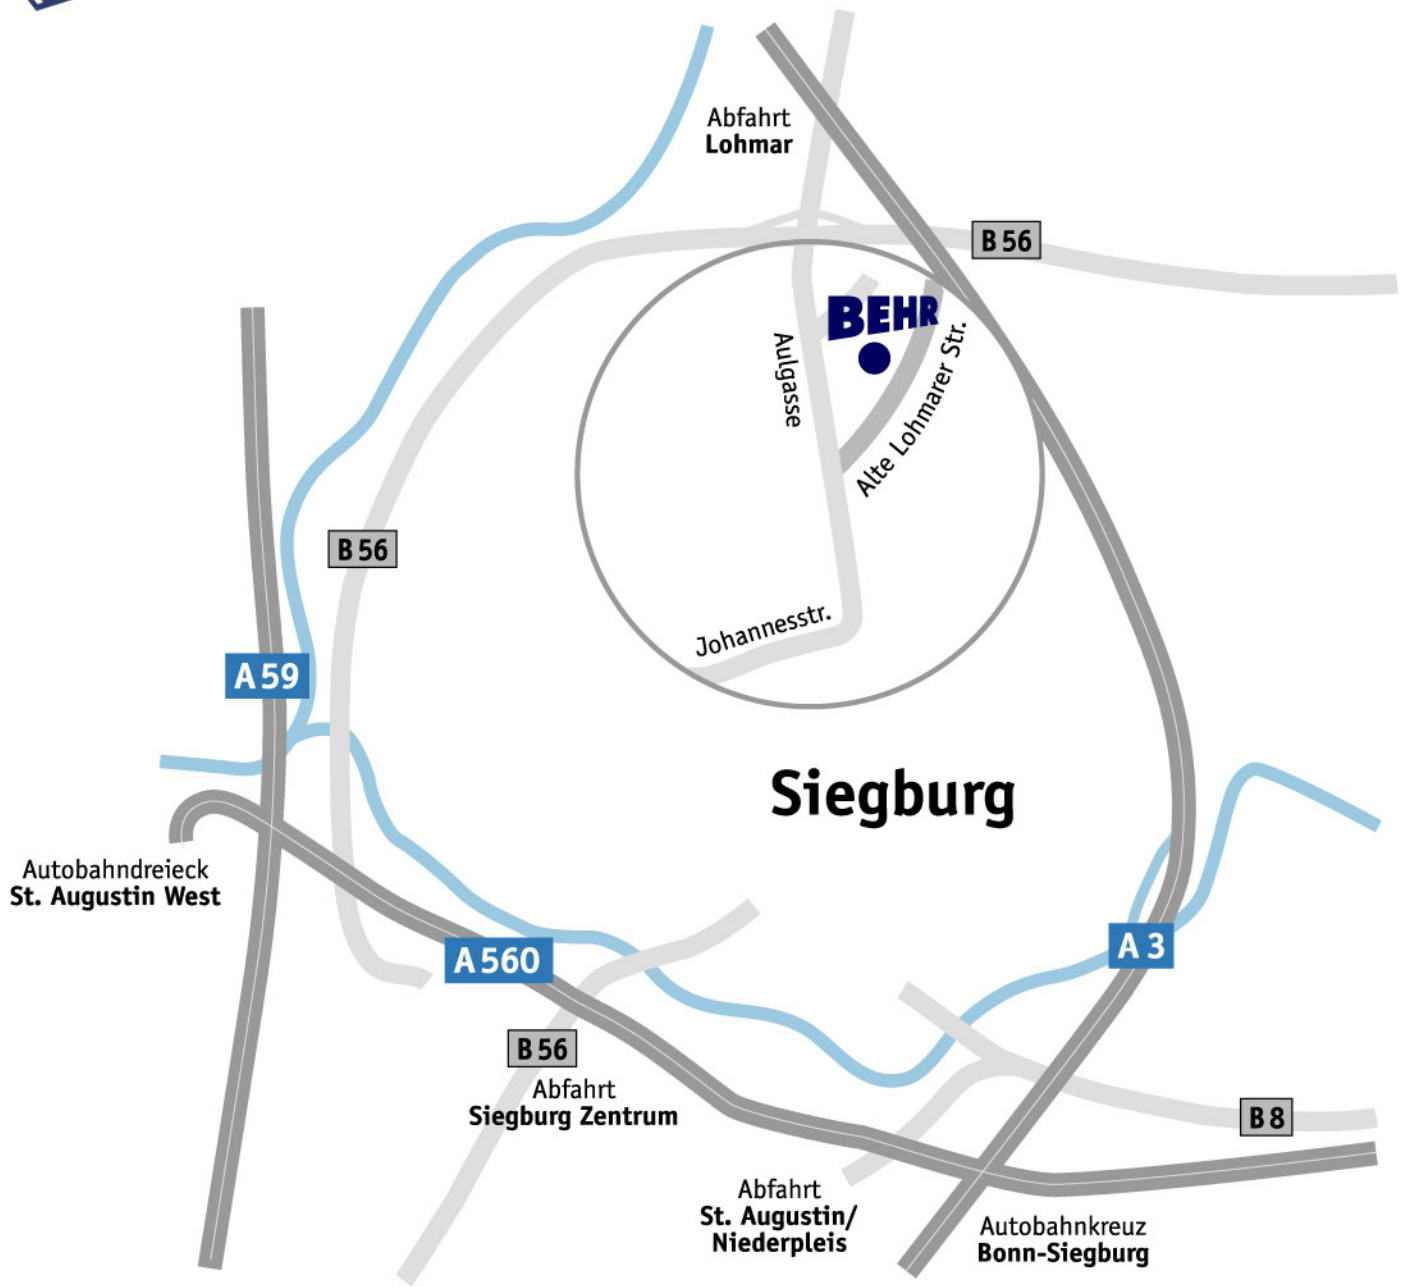 Abfahrt
Lohmar
B 56
BEHR
Aulgasse
Alte Lohmarer Str.
B 56
Johannesstr.
A 59
Siegburg
Autobahndreieck
St. Augustin West
A 560
A 3
B 56
Abfahrt
Siegburg Zentrum
B 8
Abfahrt
St. Augustin/
Niederpleis
Autobahnkreuz
Bonn-Siegburg